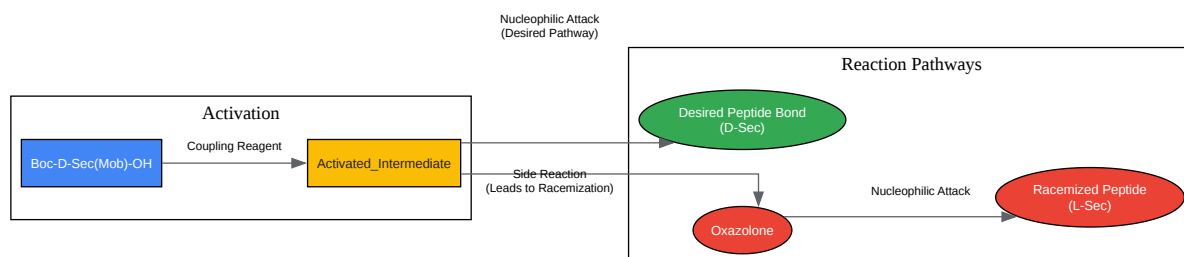 Nucleophilic Attack
(Desired Pathway)
Reaction Pathways
Activation
Desired Peptide Bond
(D-Sec)
Coupling Reagent
Boc-D-Sec(Mob)-OH
Activated_Intermediate
Side Reaction
(Leads to Racemization)
Nucleophilic Attack
Racemized Peptide
(L-Sec)
Oxazolone